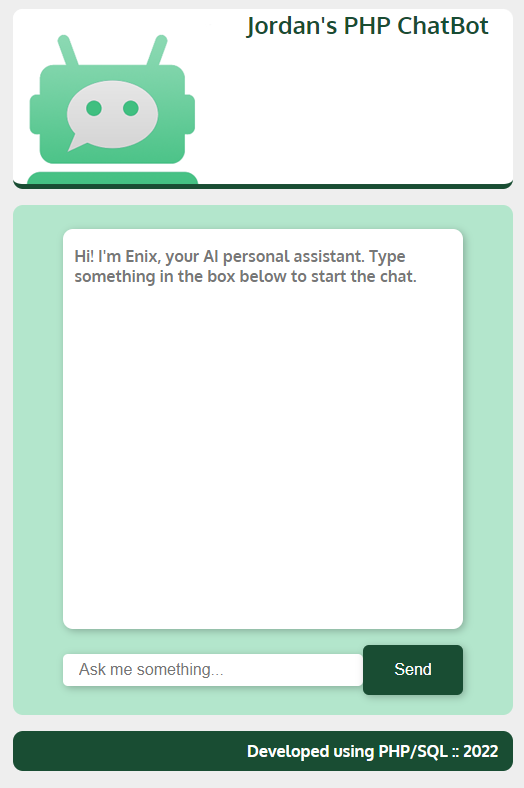 Jordan's PHP ChatBot
Hi! I'm Enix, your AI personal assistant. Type
something in the box below to start the chat.
Ask me something...
Send
Developed using PHP/SQL :: 2022